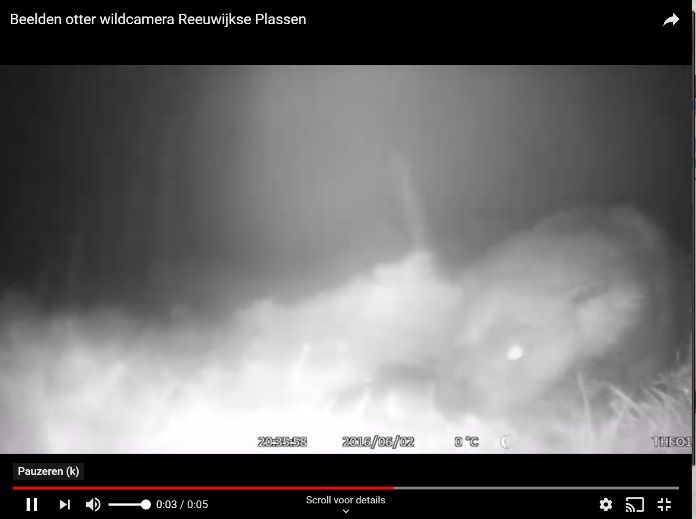 Beelden otter wildcamera Reeuwijkse Plassen
20:35:58 2016/06/02 0 °C THEO1
Pauzeren (k)
0:03 / 0:05
Scroll voor details